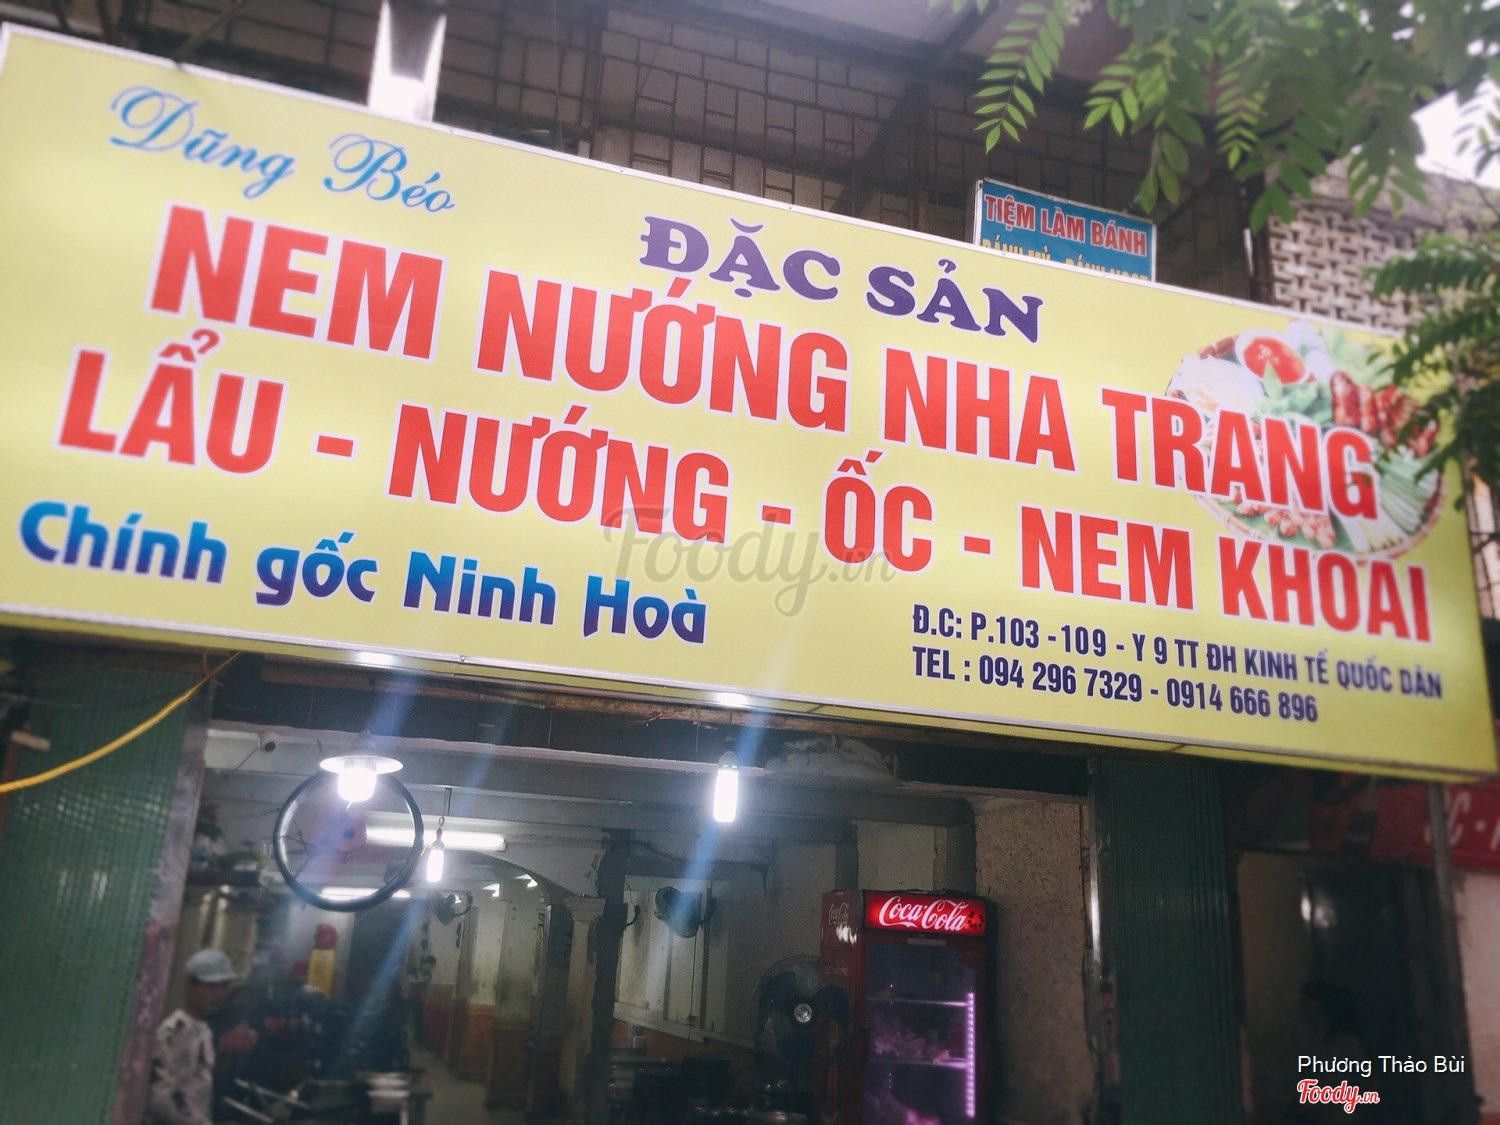 Dũng Béo
ĐẶC SẢN
NEM NƯỚNG NHA TRANG
LẨU - NƯỚNG - ỐC - NEM KHOAI
Chính gốc Ninh Hoà
Đ.C: P.103 -109 - Y 9 TT ĐH KINH TẾ QUỐC DÂN
TEL : 094 296 7329 - 0914 666 896
TIỆM LÀM BÁNH
Foody.vn
Coca-Cola
Phương Thảo Bùi
Foody.vn